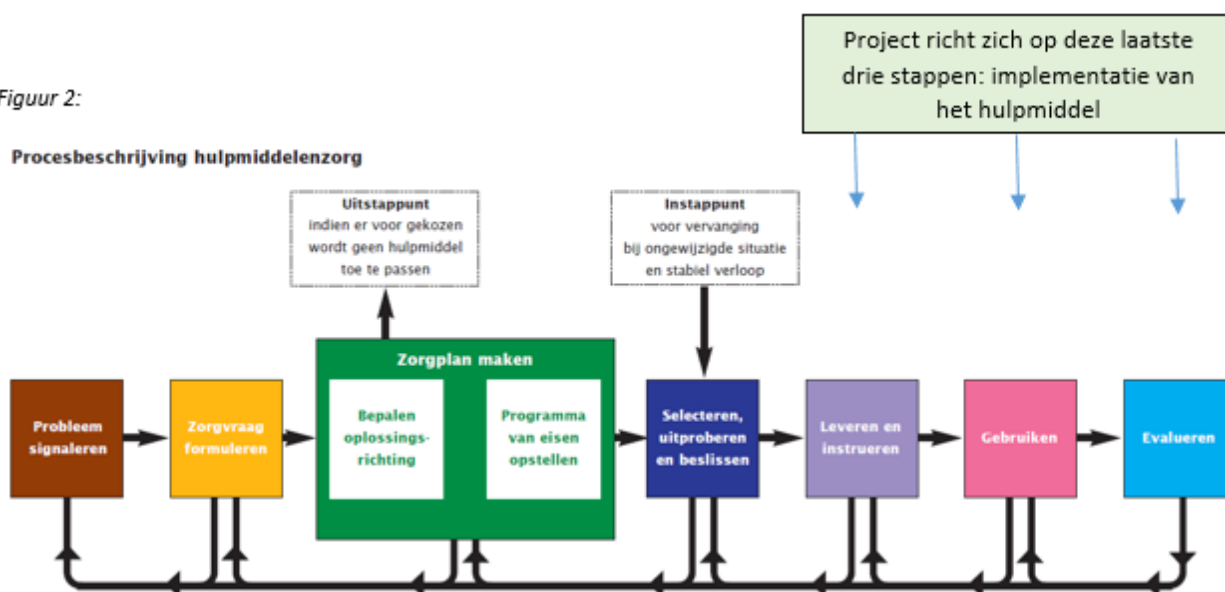 Project richt zich op deze laatste
drie stappen: implementatie van
het hulpmiddel
Figuur 2:
Procesbeschrijving hulpmiddelenzorg
Uitstappunt
indien er voor gekozen
wordt geen hulpmiddel
toe te passen
Instappunt
voor vervanging
bij ongewijzigde situatie
en stabiel verloop
Zorgplan maken
Probleem
signaleren
Zorgvraag
formuleren
Bepalen
oplossings-
richting
Programma
van eisen
opstellen
Selecteren,
uitproberen
en beslissen
Leveren en
instrueren
Gebruiken
Evalueren